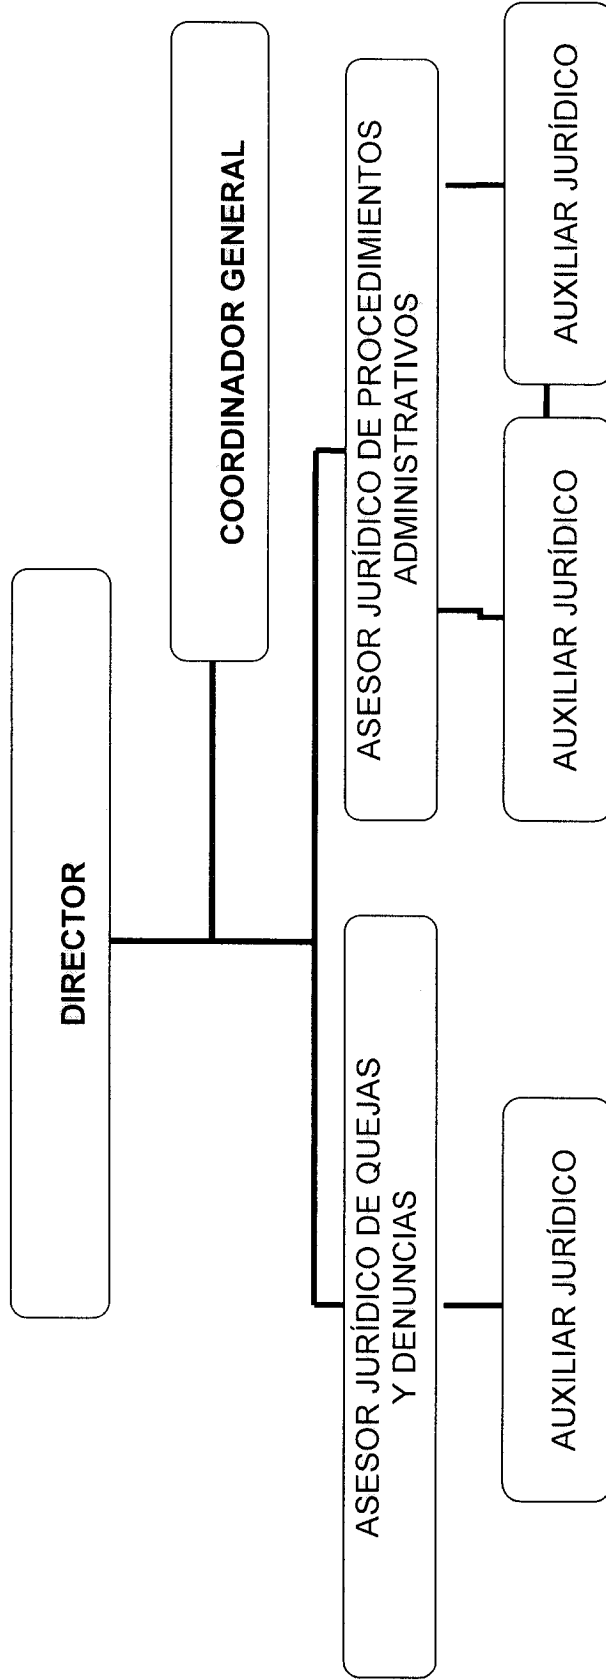 DIRECTOR
COORDINADOR GENERAL
ASESOR JURÍDICO DE QUEJAS
Y DENUNCIAS
ASESOR JURÍDICO DE PROCEDIMIENTOS
ADMINISTRATIVOS
AUXILIAR JURÍDICO
AUXILIAR JURÍDICO
AUXILIAR JURÍDICO